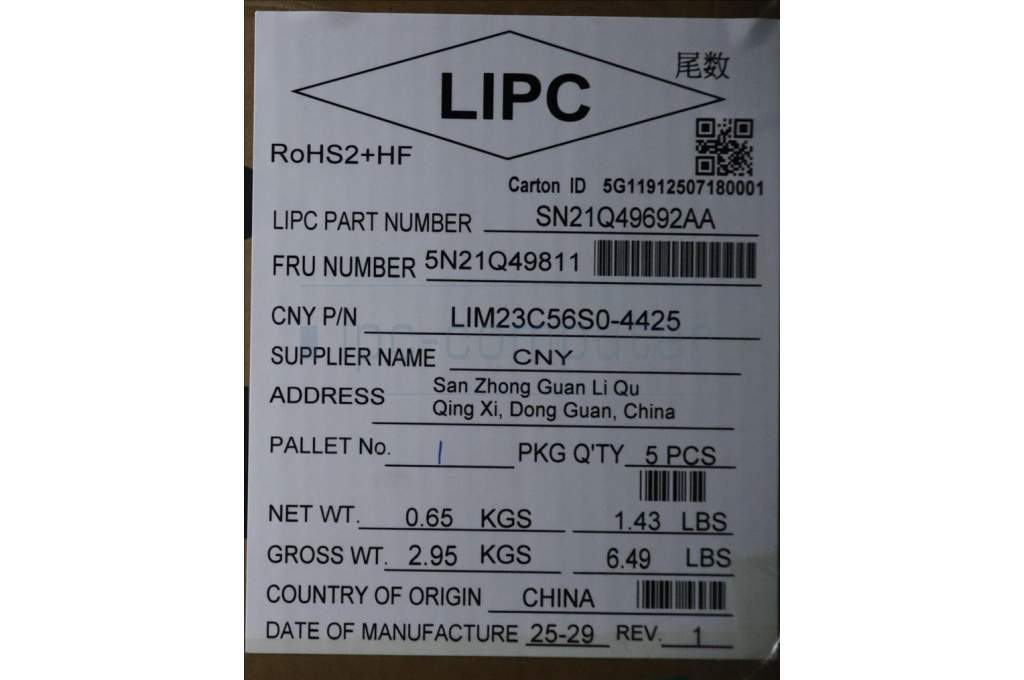 尾数
LIPC
RoHS2+HF
Carton ID 5G11912507180001
LIPC PART NUMBER SN21Q49692AA
FRU NUMBER 5N21Q49811
CNY P/N LIM23C56S0-4425
ipc-computer
SUPPLIER NAME CNY
ADDRESS San Zhong Guan Li Qu
Qing Xi, Dong Guan, China
PALLET No. 1 PKG Q'TY 5 PCS
NET WT. 0.65 KGS 1.43 LBS
GROSS WT. 2.95 KGS 6.49 LBS
COUNTRY OF ORIGIN CHINA
DATE OF MANUFACTURE 25-29 REV. 1